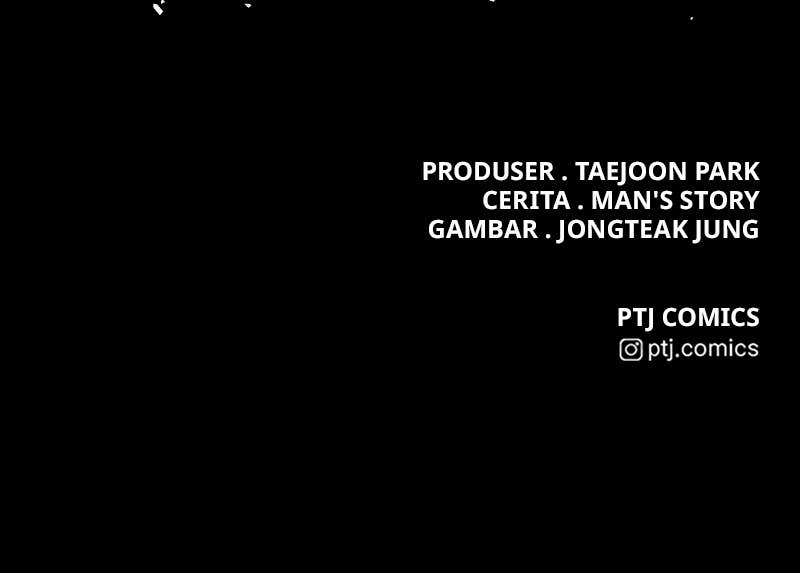 PRODUSER . TAEJOON PARK
CERITA . MAN'S STORY
GAMBAR . JONGTEAK JUNG
PTJ COMICS
ptj.comics